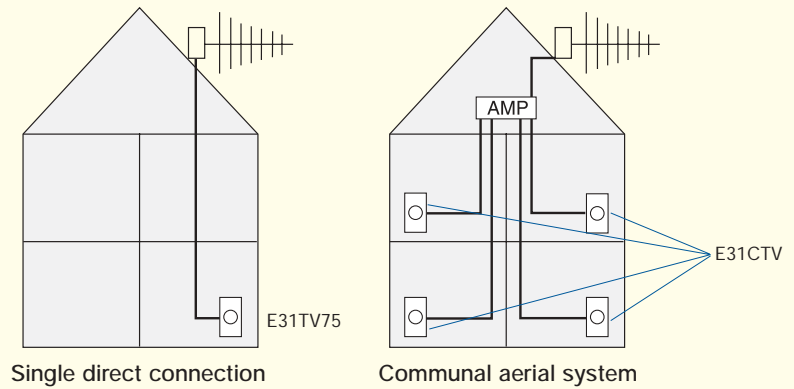 AMP
E31CTV
E31TV75
Single direct connection
Communal aerial system